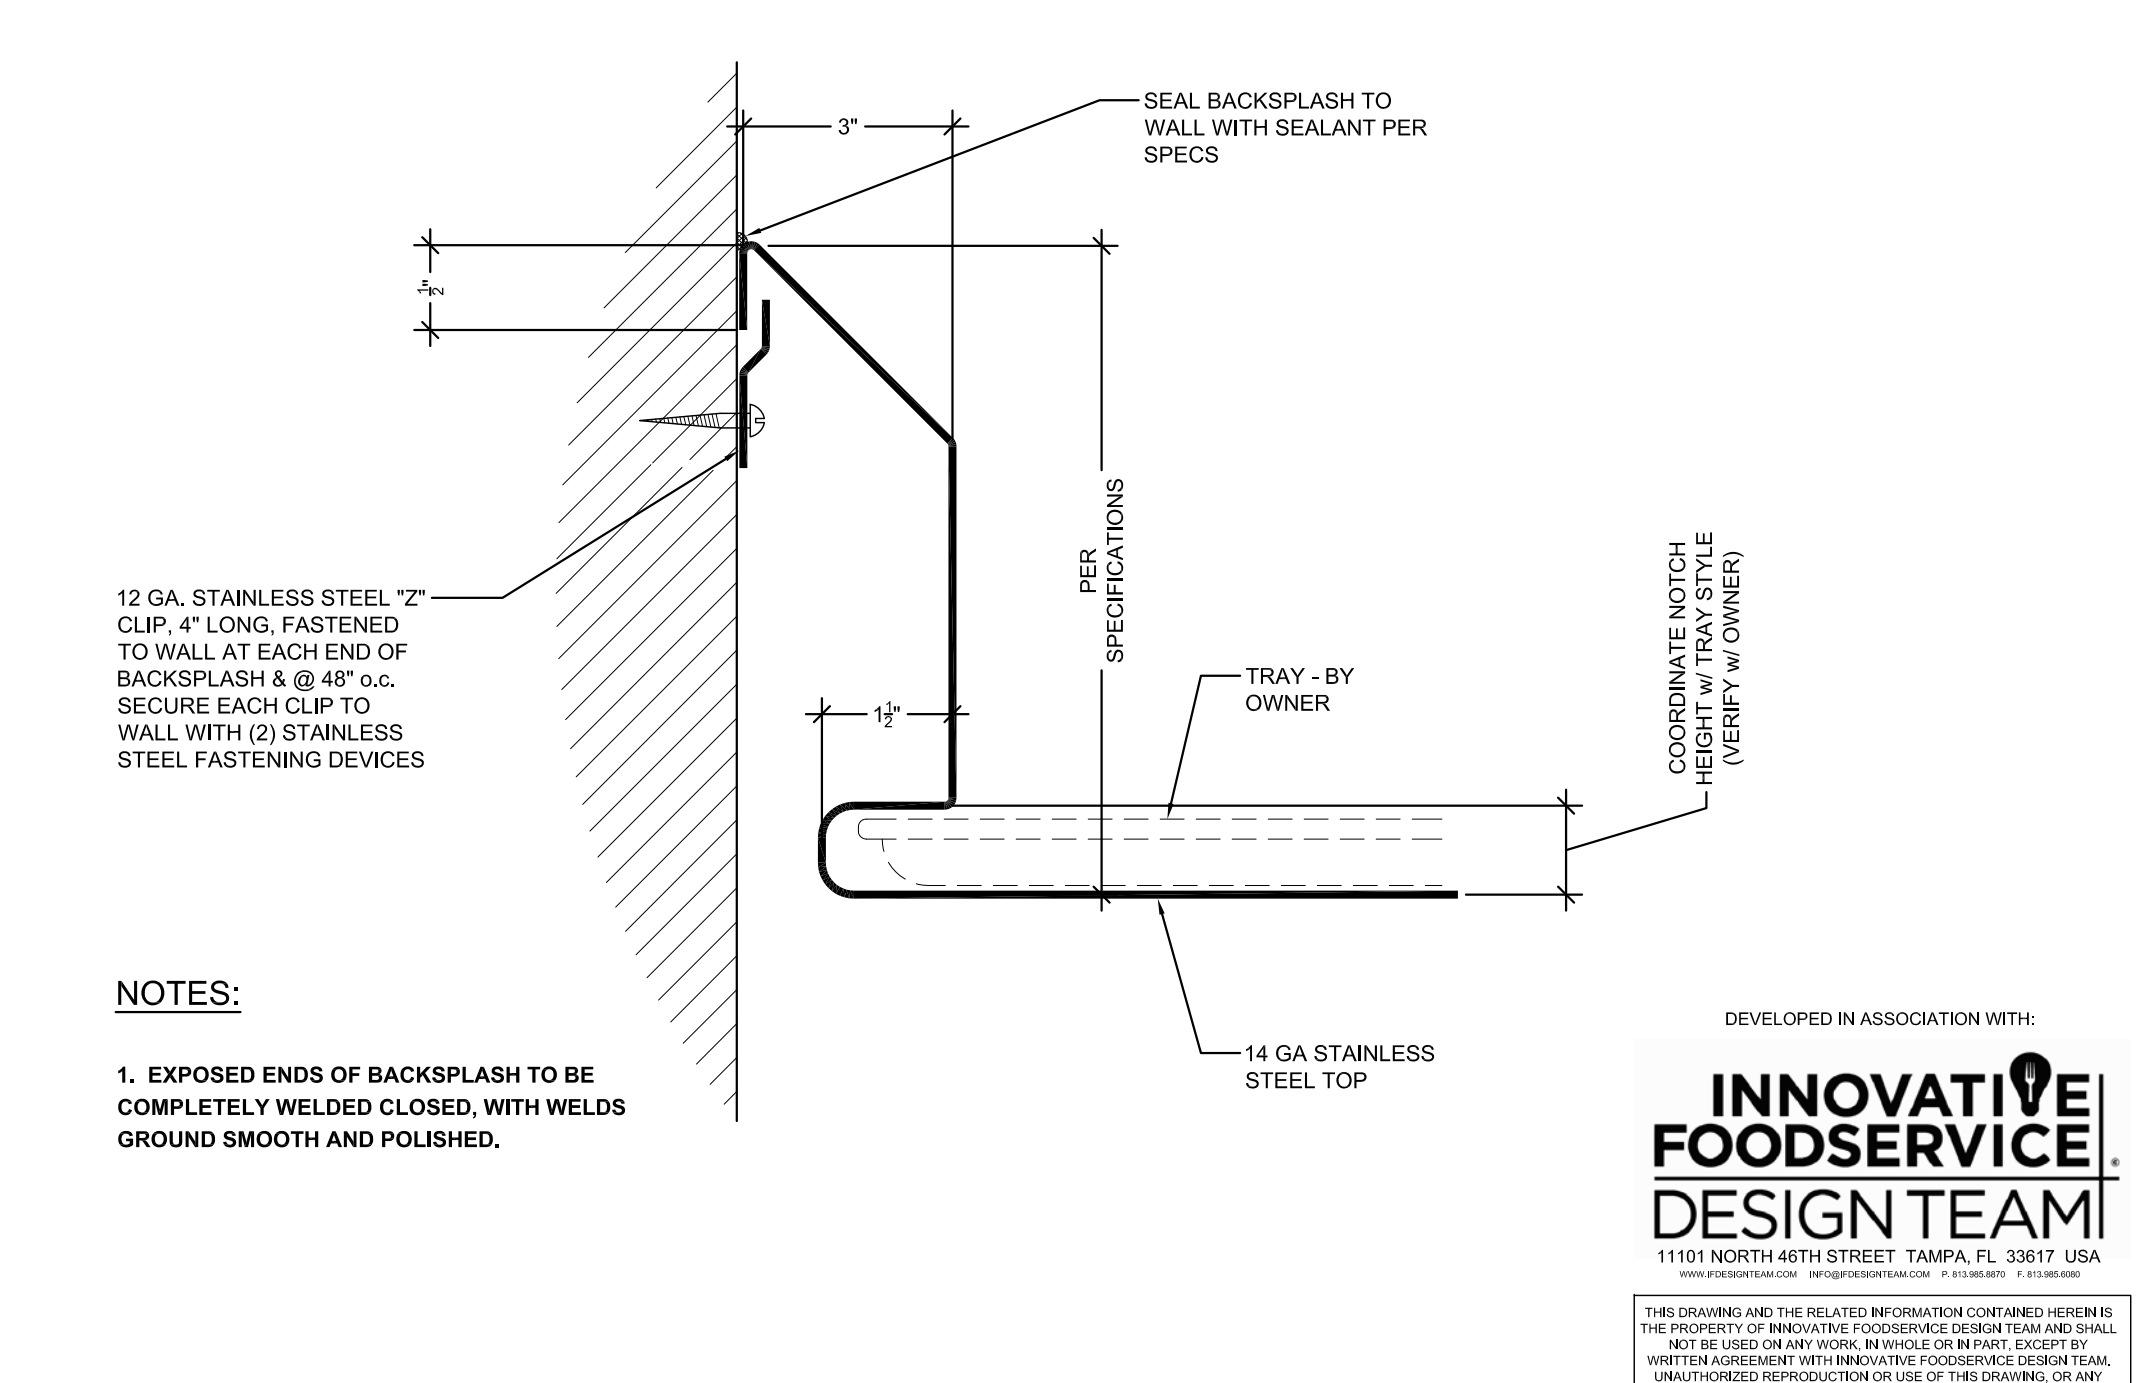 SEAL BACKSPLASH TO
WALL WITH SEALANT PER
SPECS
3"
1/2"
12 GA. STAINLESS STEEL "Z"
CLIP, 4" LONG, FASTENED
TO WALL AT EACH END OF
BACKSPLASH & @ 48" o.c.
SECURE EACH CLIP TO
WALL WITH (2) STAINLESS
STEEL FASTENING DEVICES
PER
SPECIFICATIONS
COORDINATE NOTCH
HEIGHT w/ TRAY STYLE
(VERIFY w/ OWNER)
TRAY - BY
OWNER
1 1/2"
14 GA STAINLESS
STEEL TOP
NOTES:
1. EXPOSED ENDS OF BACKSPLASH TO BE
COMPLETELY WELDED CLOSED, WITH WELDS
GROUND SMOOTH AND POLISHED.
DEVELOPED IN ASSOCIATION WITH:
INNOVATIVE
FOODSERVICE
DESIGN TEAM
11101 NORTH 46TH STREET TAMPA, FL 33617 USA
WWW.IFDESIGNTEAM.COM INFO@IFDESIGNTEAM.COM P. 813.985.8870 F. 813.985.6080
THIS DRAWING AND THE RELATED INFORMATION CONTAINED HEREIN IS
THE PROPERTY OF INNOVATIVE FOODSERVICE DESIGN TEAM AND SHALL
NOT BE USED ON ANY WORK, IN WHOLE OR IN PART, EXCEPT BY
WRITTEN AGREEMENT WITH INNOVATIVE FOODSERVICE DESIGN TEAM.
UNAUTHORIZED REPRODUCTION OR USE OF THIS DRAWING, OR ANY